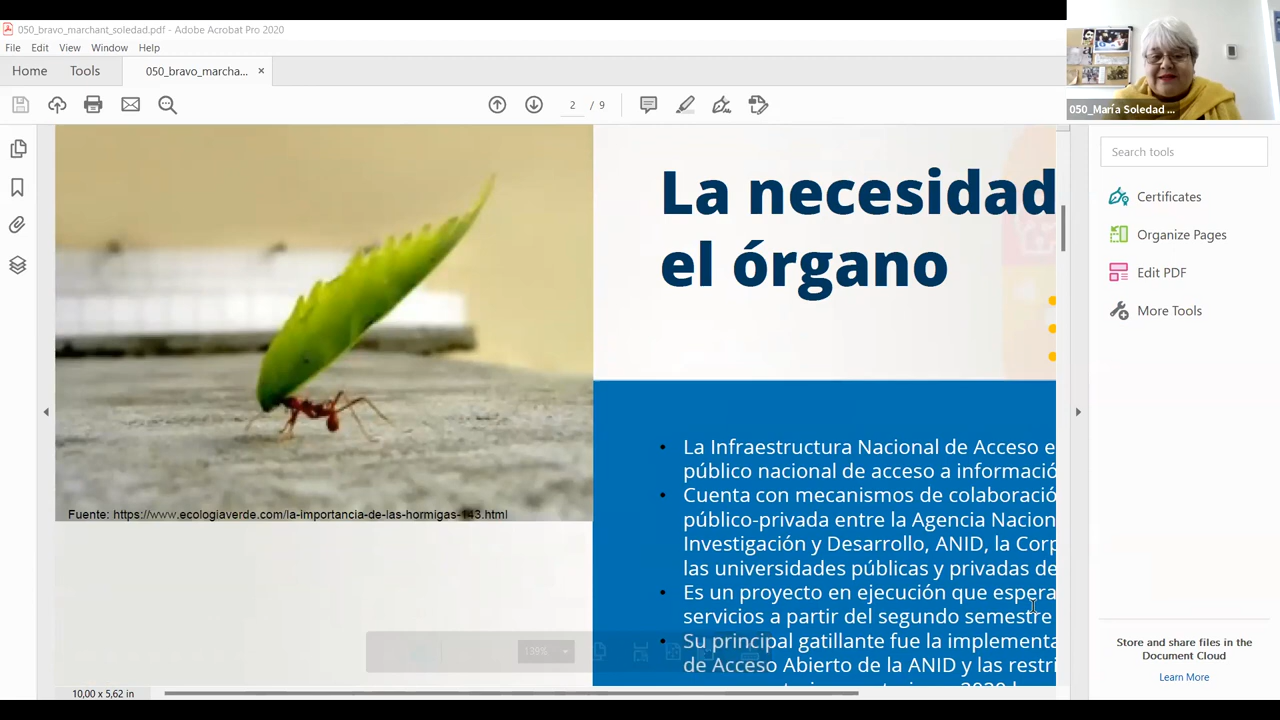 050_bravo_marchant_soledad.pdf - Adobe Acrobat Pro 2020
File Edit View Window Help
Home Tools 050_bravo_marcha... ×
2 / 9
050_María Soledad ...
Search tools
Certificates
Organize Pages
Edit PDF
More Tools
La necesidad
el órgano
• La Infraestructura Nacional de Acceso e
público nacional de acceso a informació
• Cuenta con mecanismos de colaboració
público-privada entre la Agencia Nacion
Investigación y Desarrollo, ANID, la Corp
las universidades públicas y privadas de
• Es un proyecto en ejecución que espera
servicios a partir del segundo semestre
• Su principal gatillante fue la implementa
de Acceso Abierto de la ANID y las restri
Fuente: https://www.ecologiaverde.com/la-importancia-de-las-hormigas-143.html
189%
10,00 x 5,62 in
Store and share files in the
Document Cloud
Learn More